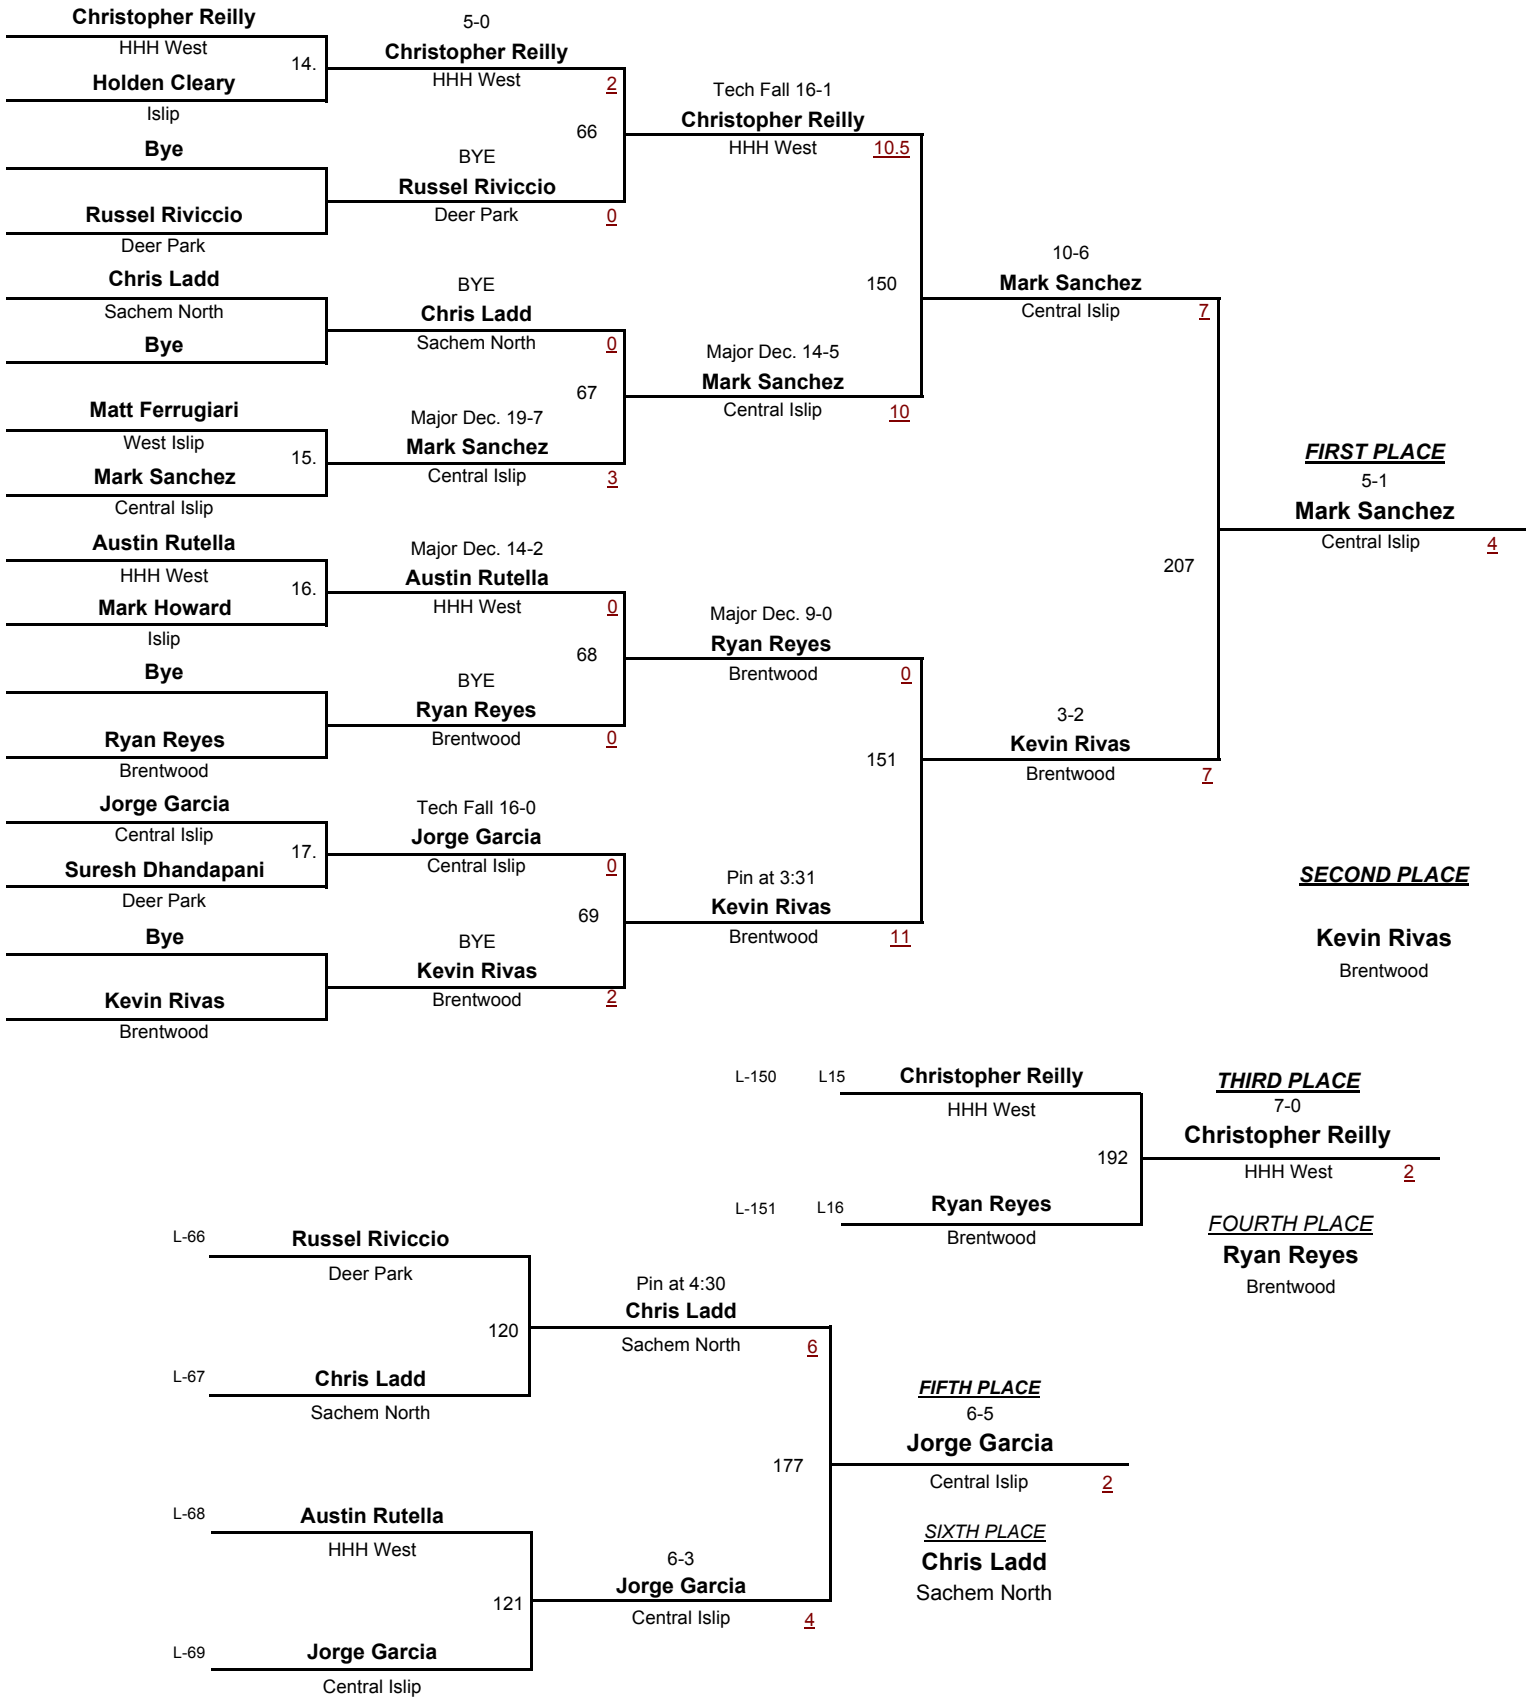 Christopher Reilly
HHH West
14.
Holden Cleary
Islip
Bye
Russel Riviccio
Deer Park
Chris Ladd
Sachem North
Bye
Matt Ferrugiari
West Islip
15.
Mark Sanchez
Central Islip
Austin Rutella
HHH West
16.
Mark Howard
Islip
Bye
Ryan Reyes
Brentwood
Jorge Garcia
Central Islip
17.
Suresh Dhandapani
Deer Park
Bye
Kevin Rivas
Brentwood
5-0
Christopher Reilly
HHH West 2
66
BYE
Russel Riviccio
Deer Park 0
BYE
Chris Ladd
Sachem North 0
67
Major Dec. 19-7
Mark Sanchez
Central Islip 3
Major Dec. 14-2
Austin Rutella
HHH West 0
68
BYE
Ryan Reyes
Brentwood 0
Tech Fall 16-0
Jorge Garcia
Central Islip 0
69
BYE
Kevin Rivas
Brentwood 2
Tech Fall 16-1
Christopher Reilly
HHH West 10.5
150
Major Dec. 14-5
Mark Sanchez
Central Islip 10
Major Dec. 9-0
Ryan Reyes
Brentwood 0
151
Pin at 3:31
Kevin Rivas
Brentwood 11
10-6
Mark Sanchez
Central Islip 7
207
3-2
Kevin Rivas
Brentwood 7
FIRST PLACE
5-1
Mark Sanchez
Central Islip 4
SECOND PLACE
Kevin Rivas
Brentwood
L-150 L15 Christopher Reilly
HHH West
192
L-151 L16 Ryan Reyes
Brentwood
THIRD PLACE
7-0
Christopher Reilly
HHH West 2
FOURTH PLACE
Ryan Reyes
Brentwood
L-66 Russel Riviccio
Deer Park
120
L-67 Chris Ladd
Sachem North
L-68 Austin Rutella
HHH West
121
L-69 Jorge Garcia
Central Islip
Pin at 4:30
Chris Ladd
Sachem North 6
177
6-3
Jorge Garcia
Central Islip 4
FIFTH PLACE
6-5
Jorge Garcia
Central Islip 2
SIXTH PLACE
Chris Ladd
Sachem North